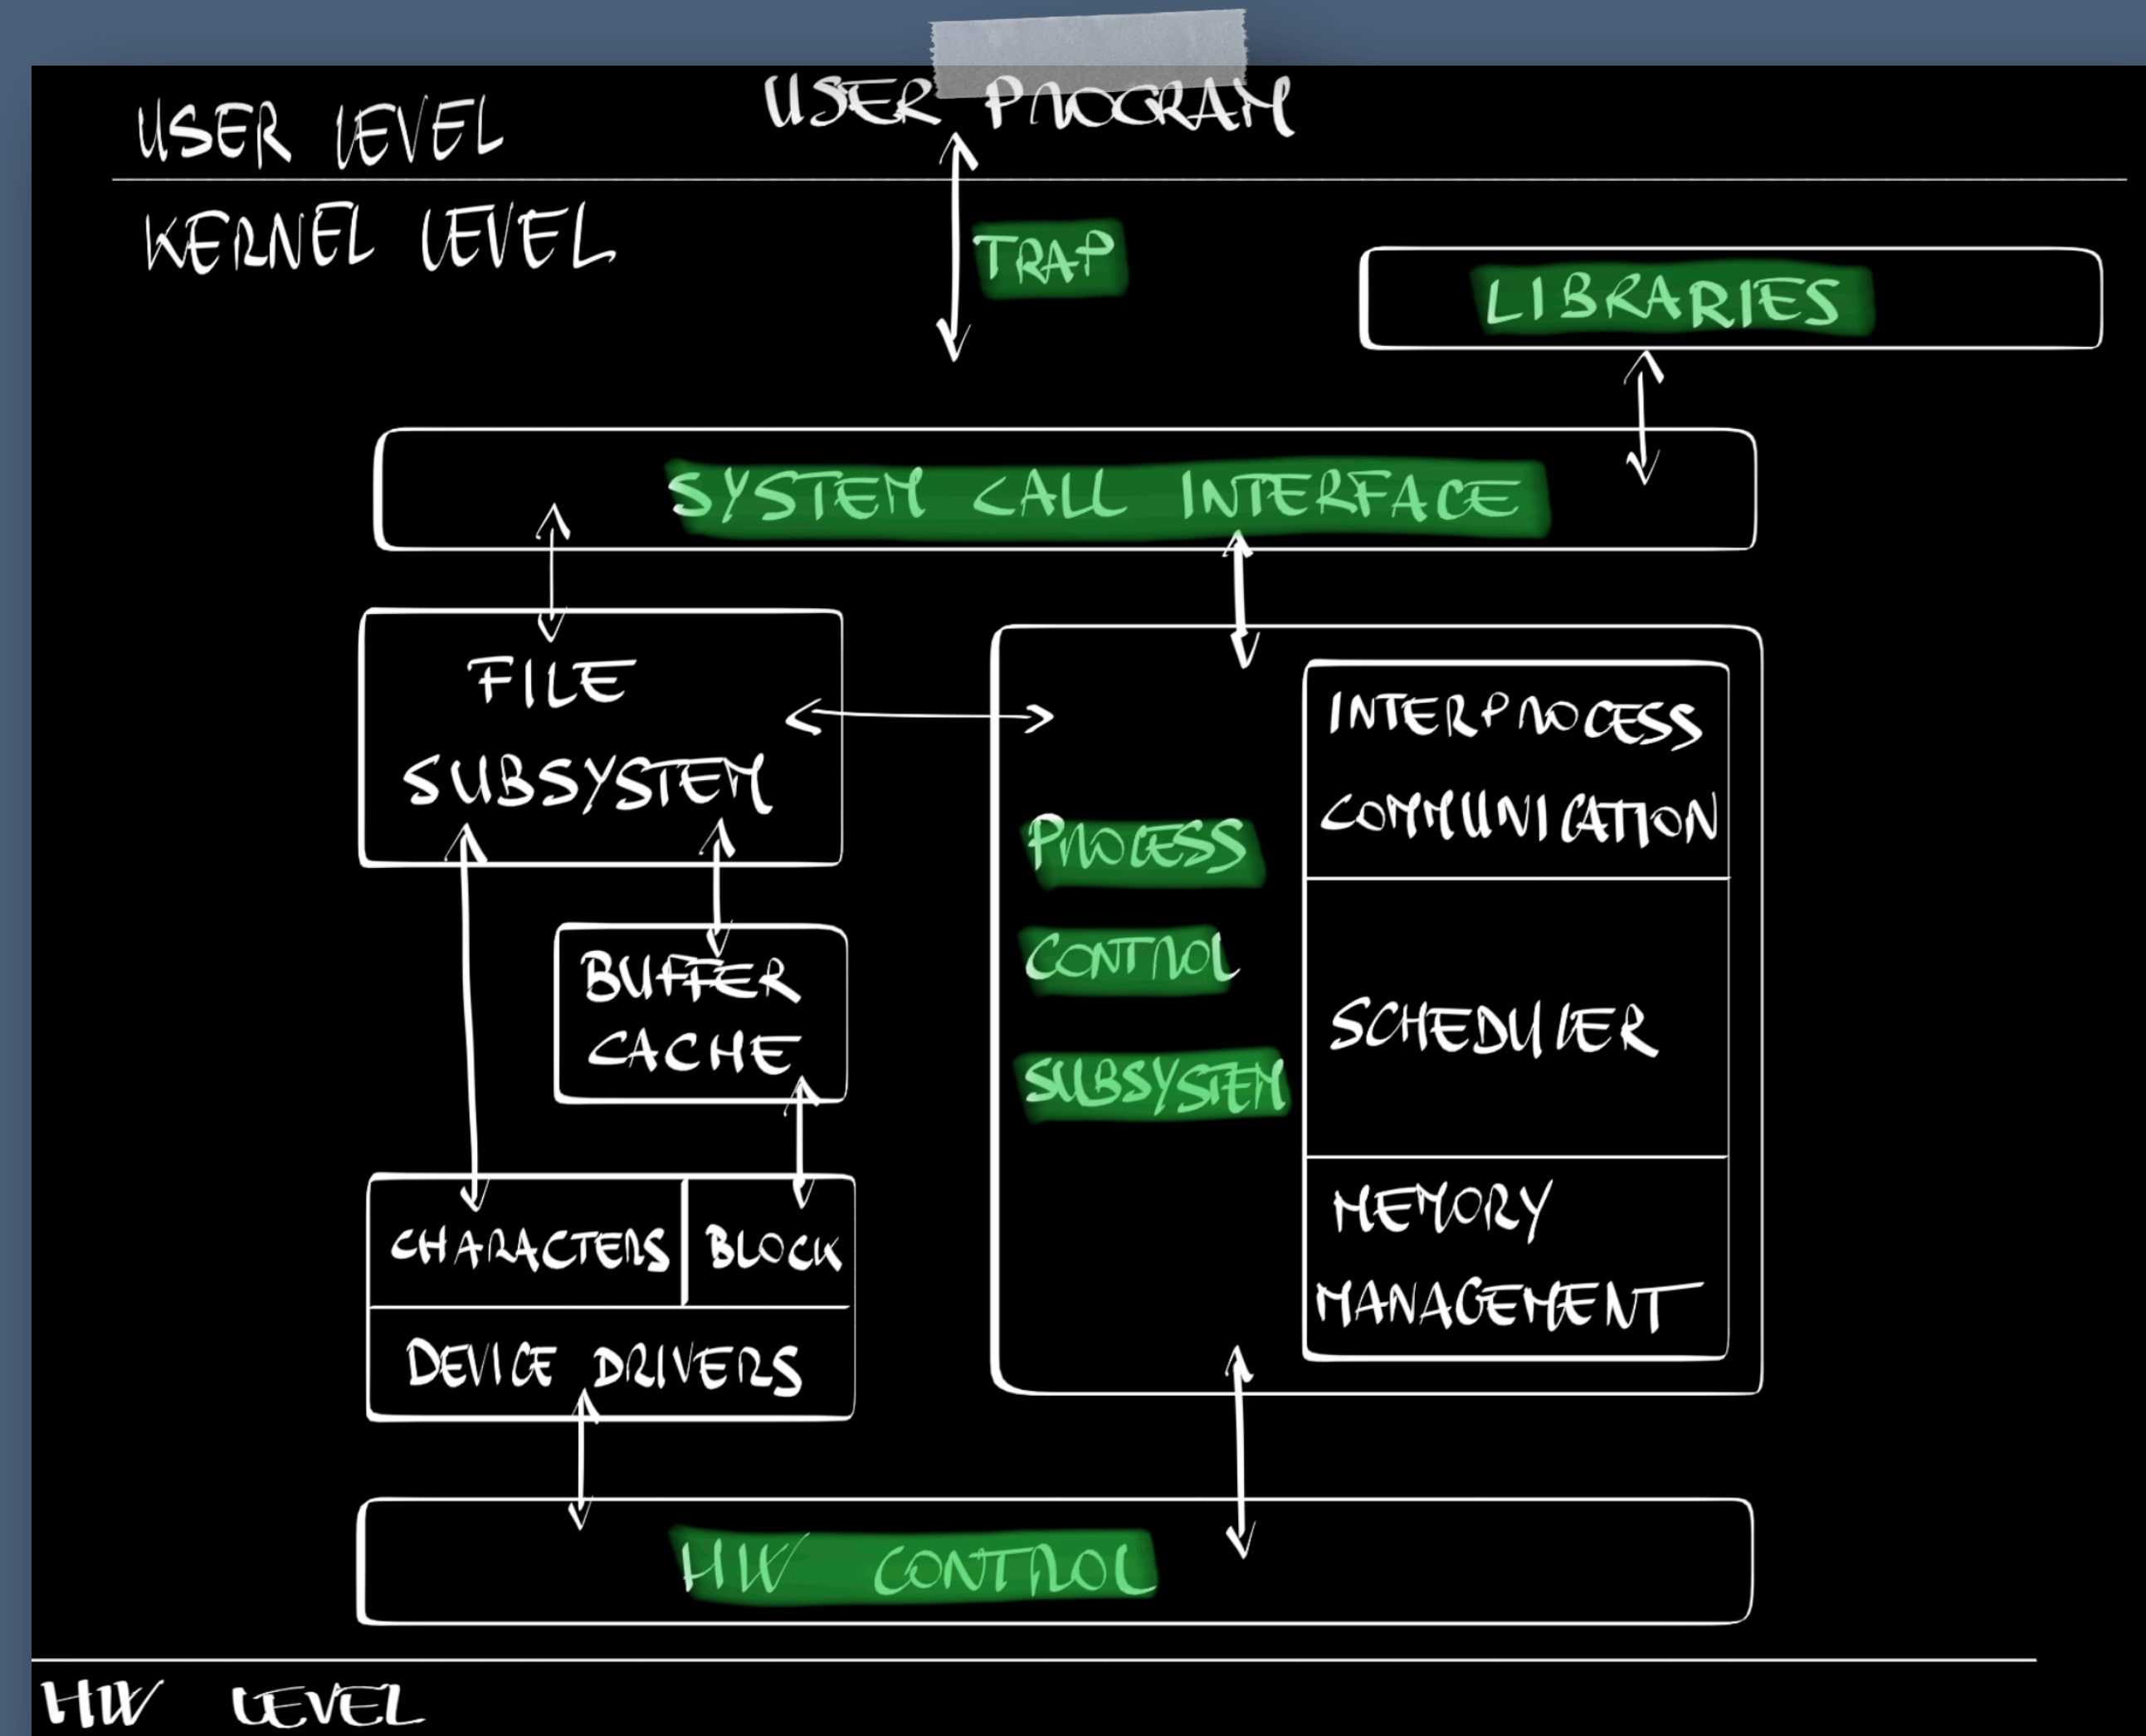 USER PROGRAM
USER LEVEL
KERNEL LEVEL
TRAP
LIBRARIES
SYSTEM CALL INTERFACE
FILE
SUBSYSTEM
BUFFER
CACHE
CHARACTERS
BLOCK
DEVICE DRIVERS
PROCESS
CONTROL
SUBSYSTEM
INTERPROCESS
COMMUNICATION
SCHEDULER
MEMORY
MANAGEMENT
HW CONTROL
HW LEVEL